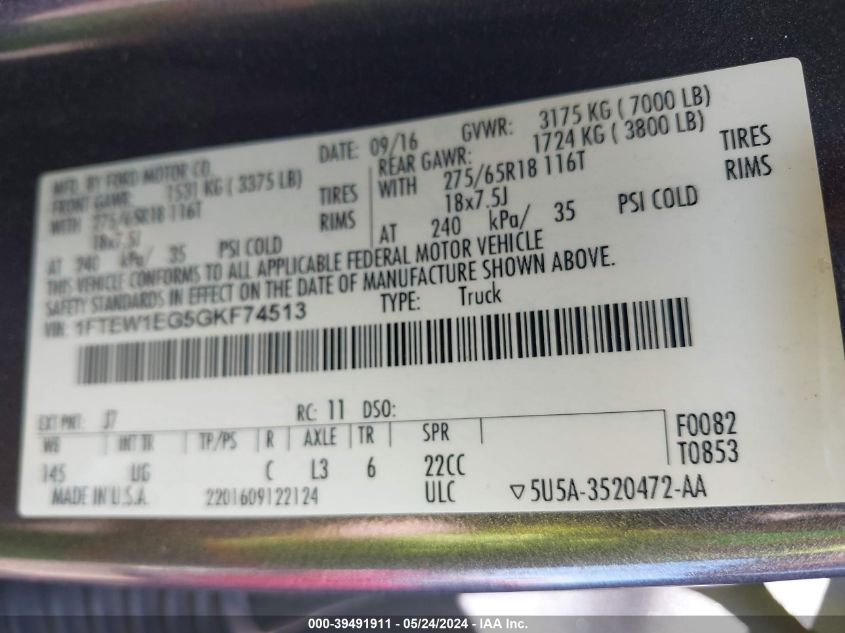 MFD. BY FORD MOTOR CO. DATE: 09/16 GVWR: 3175 KG ( 7000 LB)
FRONT GAWR: 1531 KG ( 3375 LB) REAR GAWR: 1724 KG ( 3800 LB)
WITH 275/65R18 116T TIRES WITH 275/65R18 116T TIRES
18x7.5J RIMS 18x7.5J RIMS
AT 240 kPa/ 35 PSI COLD AT 240 kPa/ 35 PSI COLD
THIS VEHICLE CONFORMS TO ALL APPLICABLE FEDERAL MOTOR VEHICLE
SAFETY STANDARDS IN EFFECT ON THE DATE OF MANUFACTURE SHOWN ABOVE.
VIN: 1FTEW1EG5GKF74513 TYPE: Truck
EXT PNT: J7 RC: 11 DSO: F0082
WB INT TR TP/PS R AXLE TR SPR T0853
145 UG C L3 6 22CC
MADE IN U.S.A. 2201609122124 ULC ▽5U5A-3520472-AA
000-39491911 - 05/24/2024 - IAA Inc.